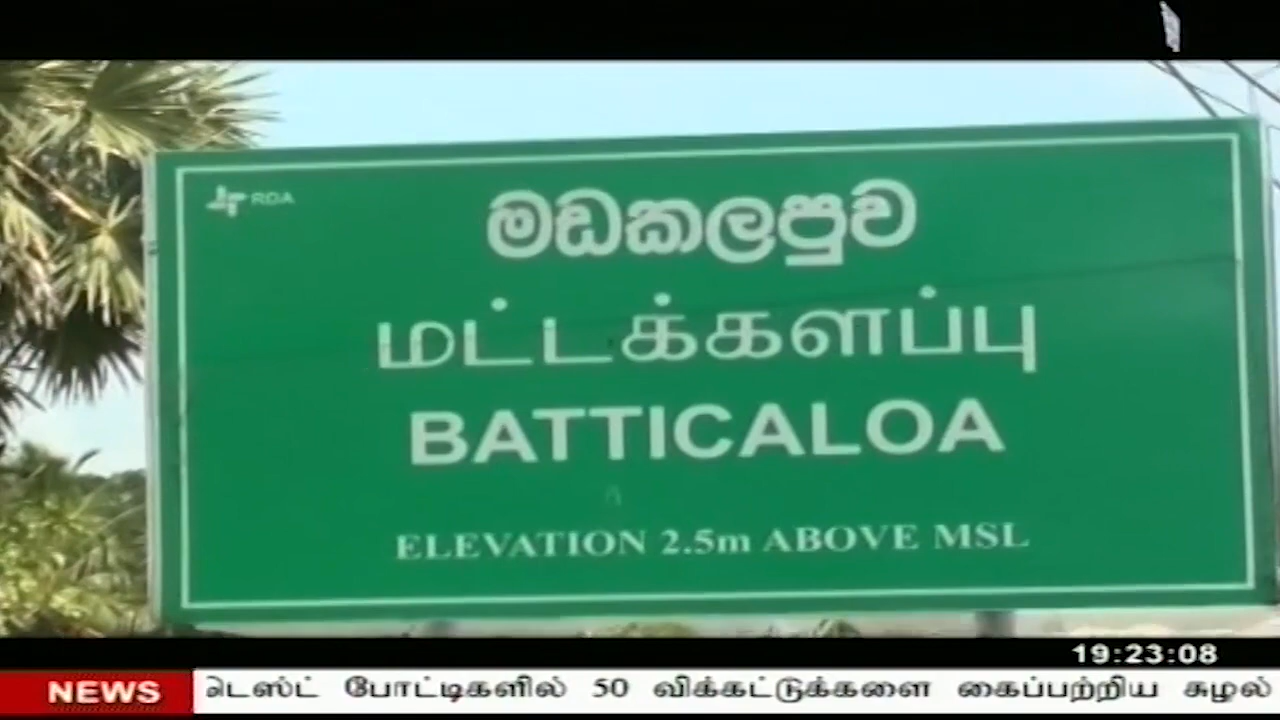 RDA
මඩකලපුව
மட்டக்களப்பு
BATTICALOA
ELEVATION 2.5m ABOVE MSL
19:23:08
NEWS
டெஸ்ட் போட்டிகளில் 50 விக்கட்டுக்களை கைப்பற்றிய சுழல்